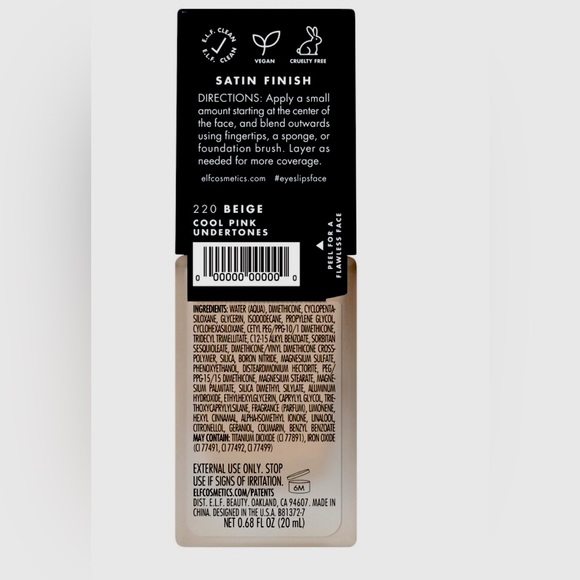 E.L.F. CLEAN
E.L.F. CLEAN
VEGAN
CRUELTY FREE
SATIN FINISH
DIRECTIONS: Apply a small
amount starting at the center of
the face, and blend outwards
using fingertips, a sponge, or
foundation brush. Layer as
needed for more coverage.
elfcosmetics.com #eyeslipsface
220 BEIGE
COOL PINK
UNDERTONES
PEEL FOR A
FLAWLESS FACE
0 00000 00000 0
INGREDIENTS: WATER (AQUA), DIMETHICONE, CYCLOPENTA-
SILOXANE, GLYCERIN, ISODODECANE, PROPYLENE GLYCOL,
CYCLOHEXASILOXANE, CETYL PEG/PPG-10/1 DIMETHICONE,
TRIDECYL TRIMELLITATE, C12-15 ALKYL BENZOATE, SORBITAN
SESQUIOLEATE, DIMETHICONE/VINYL DIMETHICONE CROSS-
POLYMER, SILICA, BORON NITRIDE, MAGNESIUM SULFATE,
PHENOXYETHANOL, DISTEARDIMONIUM HECTORITE, PEG/
PPG-15/15 DIMETHICONE, MAGNESIUM STEARATE, MAGNE-
SIUM PALMITATE, SILICA DIMETHYL SILYLATE, ALUMINUM
HYDROXIDE, ETHYLHEXYLGLYCERIN, CAPRYLYL GLYCOL, TRIE-
THOXYCAPRYLYLSILANE, FRAGRANCE (PARFUM), LIMONENE,
HEXYL CINNAMAL, ALPHA-ISOMETHYL IONONE, LINALOOL,
CITRONELLOL, GERANIOL, COUMARIN, BENZYL BENZOATE
MAY CONTAIN: TITANIUM DIOXIDE (CI 77891), IRON OXIDE
(CI 77491, CI 77492, CI 77499)
EXTERNAL USE ONLY. STOP
USE IF SIGNS OF IRRITATION.
6M
ELFCOSMETICS.COM/PATENTS
DIST. E.L.F. BEAUTY, OAKLAND, CA 94607. MADE IN
CHINA. DESIGNED IN THE U.S.A. B81372-7
NET 0.68 FL OZ (20 mL)